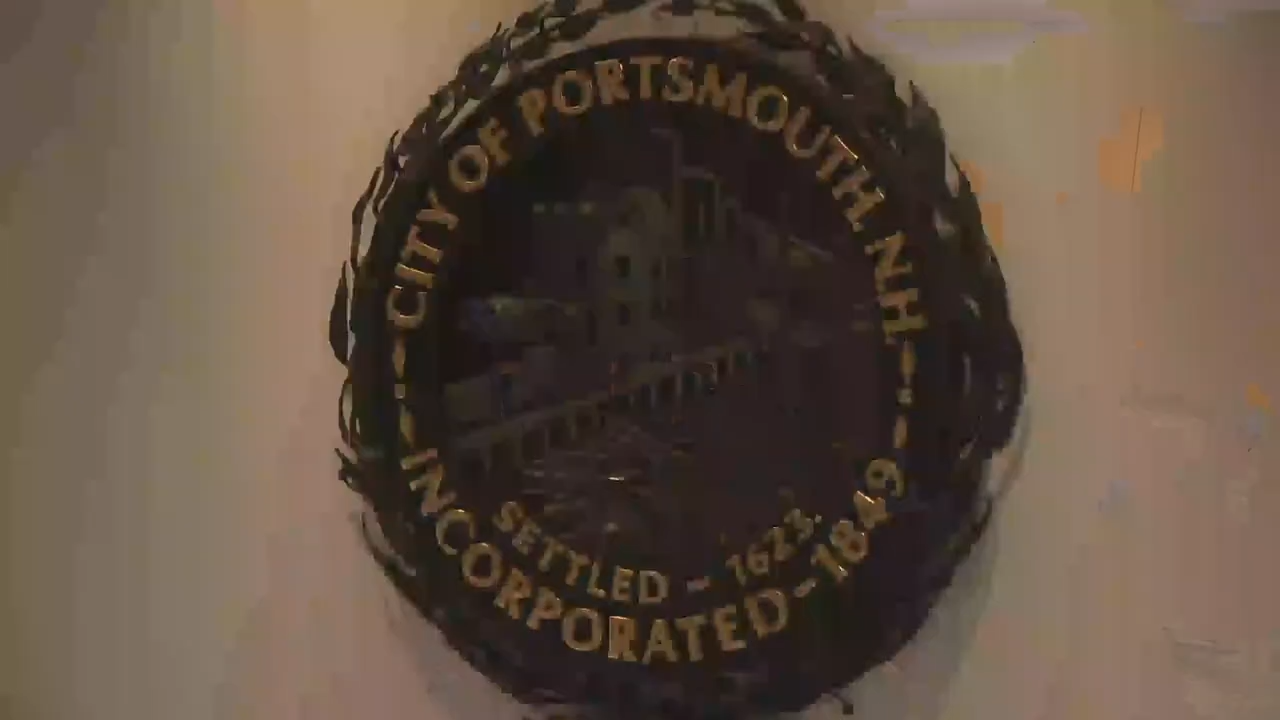 CITY OF PORTSMOUTH. N.H.
SETTLED - 1623.
INCORPORATED-1849